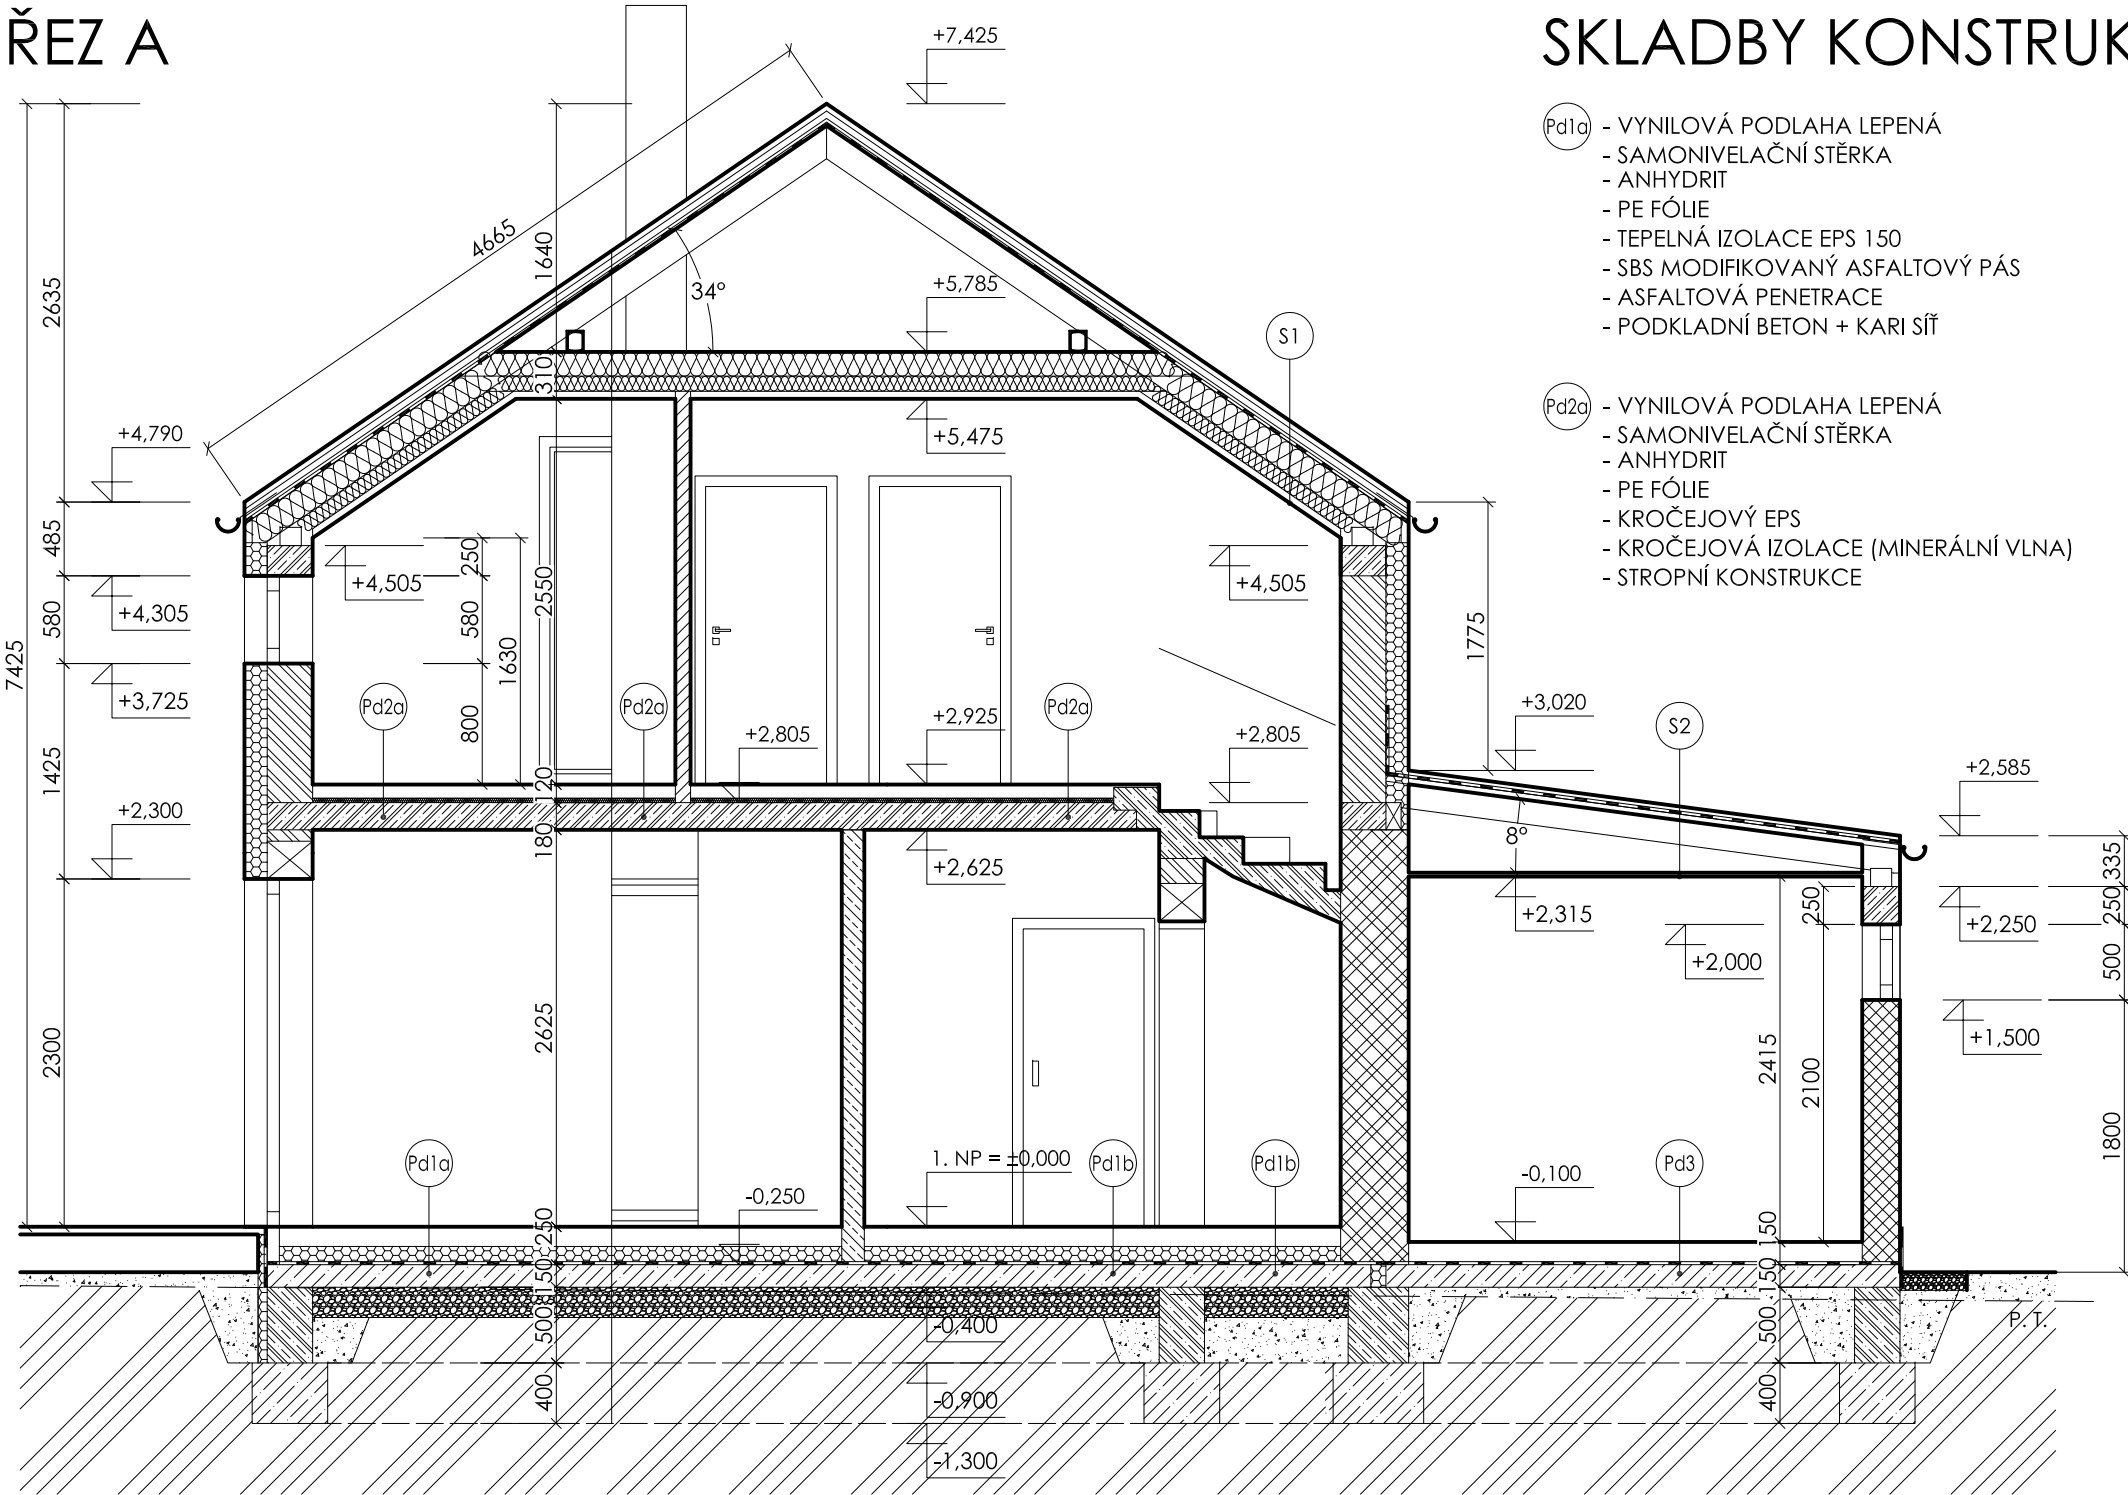 ŘEZ A
SKLADBY KONSTRUK
Pd1a - VYNILOVÁ PODLAHA LEPENÁ
- SAMONIVELAČNÍ STĚRKA
- ANHYDRIT
- PE FÓLIE
- TEPELNÁ IZOLACE EPS 150
- SBS MODIFIKOVANÝ ASFALTOVÝ PÁS
- ASFALTOVÁ PENETRACE
- PODKLADNÍ BETON + KARI SÍŤ
Pd2a - VYNILOVÁ PODLAHA LEPENÁ
- SAMONIVELAČNÍ STĚRKA
- ANHYDRIT
- PE FÓLIE
- KROČEJOVÝ EPS
- KROČEJOVÁ IZOLACE (MINERÁLNÍ VLNA)
- STROPNÍ KONSTRUKCE
7425
2635
485
580
1425
2300
+4,790
+4,305
+3,725
+2,300
4665
+7,425
1640
34°
+5,785
310
+5,475
S1
+4,505
250
580
800
1630
2550
+4,505
1775
Pd2a
Pd2a
Pd2a
+2,805
+2,925
+2,805
120
180
+2,625
+3,020
S2
8°
+2,585
335
250
500
1800
+2,315
250
+2,250
+2,000
+1,500
2625
2415
2100
Pd1a
1. NP = ±0,000
Pd1b
Pd1b
Pd3
-0,250
-0,100
250
150
500
400
150
150
500
400
-0,400
-0,900
-1,300
P. T.